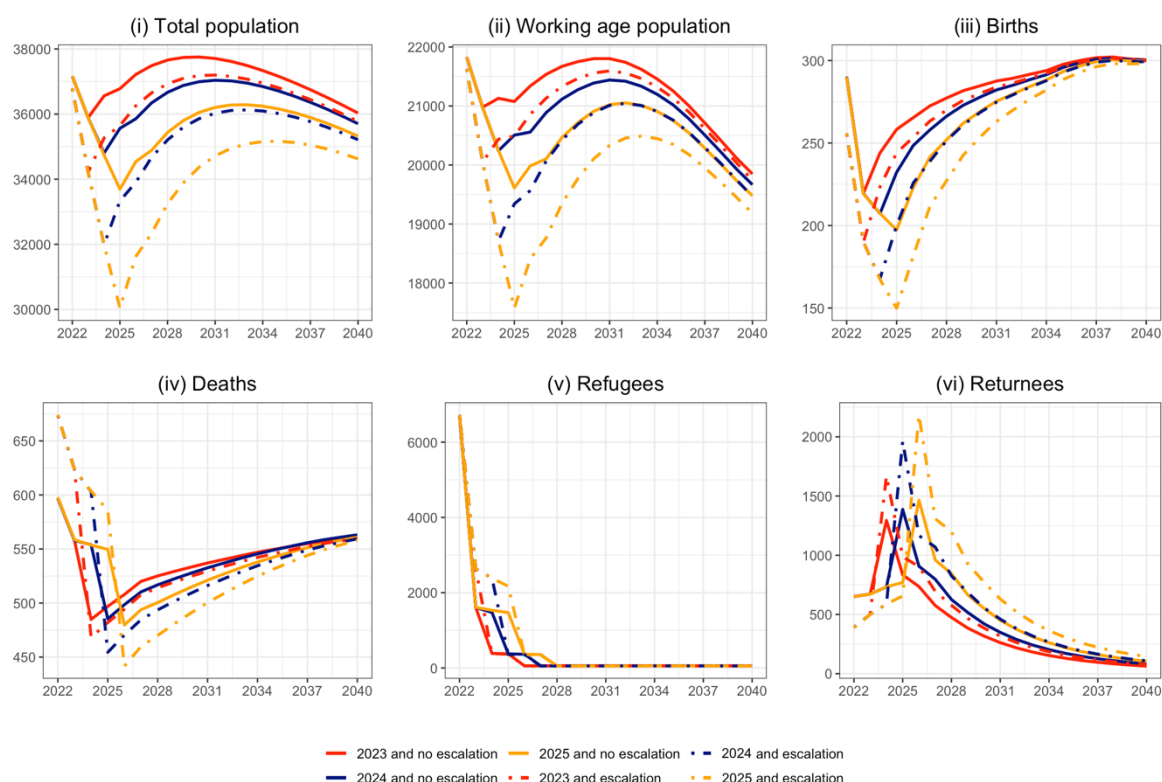 (i) Total population
(ii) Working age population
(iii) Births
38000
36000
34000
32000
30000
2022 2025 2028 2031 2034 2037 2040
22000
21000
20000
19000
18000
2022 2025 2028 2031 2034 2037 2040
300
250
200
150
2022 2025 2028 2031 2034 2037 2040
(iv) Deaths
(v) Refugees
(vi) Returnees
650
600
550
500
450
2022 2025 2028 2031 2034 2037 2040
6000
4000
2000
0
2022 2025 2028 2031 2034 2037 2040
2000
1500
1000
500
0
2022 2025 2028 2031 2034 2037 2040
2023 and no escalation 2025 and no escalation 2024 and escalation
2024 and no escalation 2023 and escalation 2025 and escalation